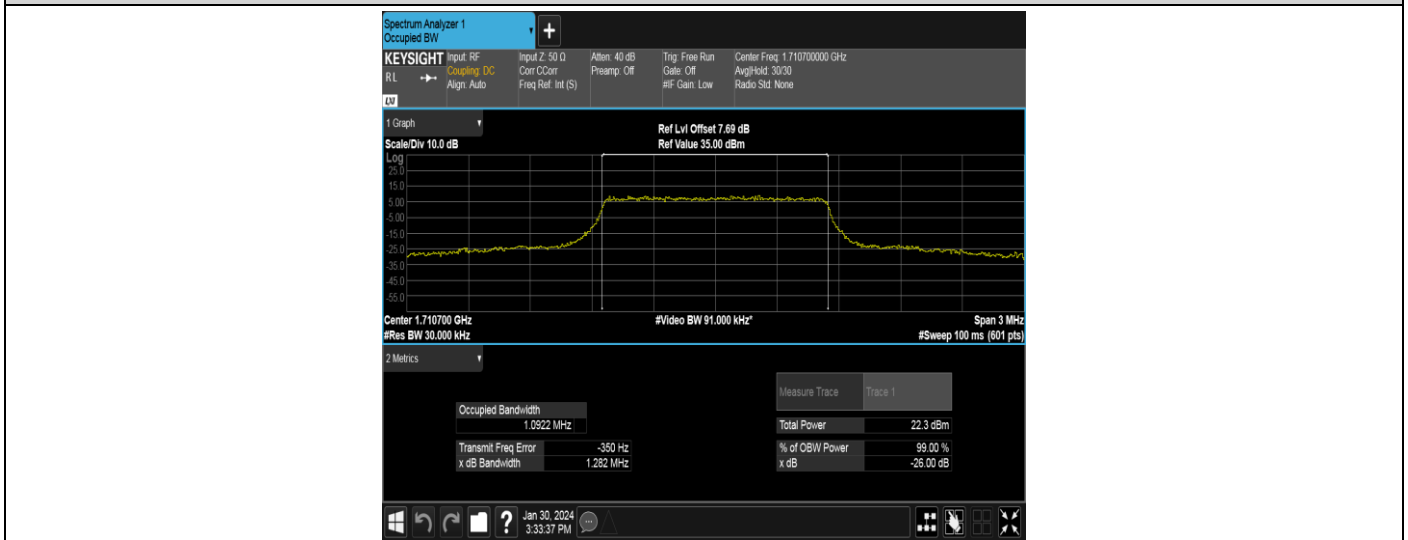 Spectrum Analyzer 1
Occupied BW
+
KEYSIGHT Input: RF Input Z: 50 Ω Atten: 40 dB Trig: Free Run Center Freq: 1.710700000 GHz
RL Coupling: DC Corr CCorr Preamp: Off Gate: Off Avg|Hold: 30/30
Align: Auto Freq Ref: Int (S) #IF Gain: Low Radio Std: None
LXI
1 Graph Ref Lvl Offset 7.69 dB
Scale/Div 10.0 dB Ref Value 35.00 dBm
Log
25.0
15.0
5.00
-5.00
-15.0
-25.0
-35.0
-45.0
-55.0
Center 1.710700 GHz #Video BW 91.000 kHz* Span 3 MHz
#Res BW 30.000 kHz #Sweep 100 ms (601 pts)
2 Metrics
Measure Trace Trace 1
Occupied Bandwidth
1.0922 MHz Total Power 22.3 dBm
Transmit Freq Error -350 Hz % of OBW Power 99.00 %
x dB Bandwidth 1.282 MHz x dB -26.00 dB
? Jan 30, 2024
3:33:37 PM